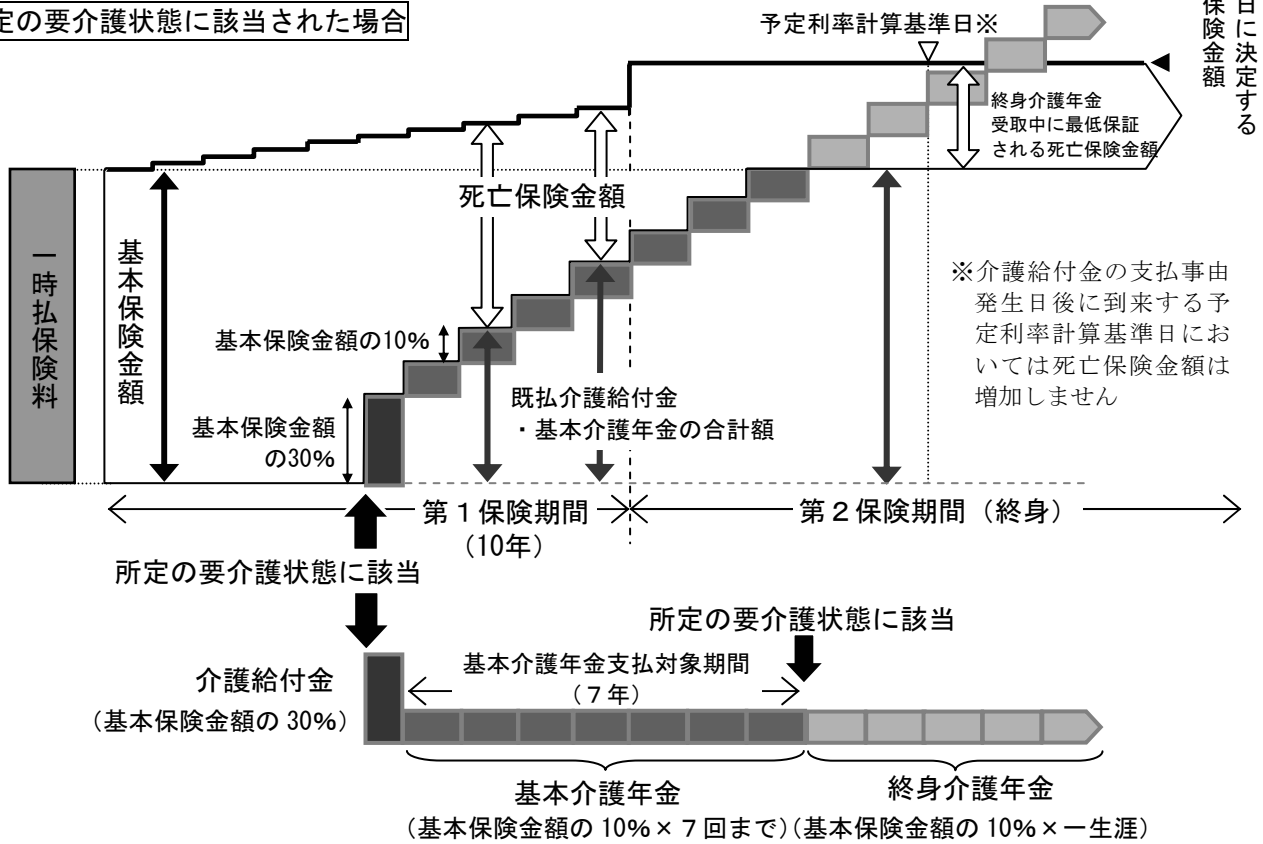 定の要介護状態に該当された場合
予定利率計算基準日※
日に決定する
保険金額
終身介護年金
受取中に最低保証
される死亡保険金額
死亡保険金額
一時払保険料
基本保険金額
基本保険金額の10%
基本保険金額
の30%
既払介護給付金
・基本介護年金の合計額
※介護給付金の支払事由
発生日後に到来する予
定利率計算基準日にお
いては死亡保険金額は
増加しません
第1保険期間
(10年)
第2保険期間（終身）
所定の要介護状態に該当
所定の要介護状態に該当
介護給付金
（基本保険金額の 30%）
基本介護年金支払対象期間
（7年）
基本介護年金
（基本保険金額の 10%×7回まで）
終身介護年金
（基本保険金額の 10%×一生涯）